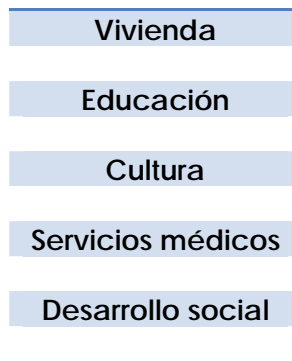 Vivienda
Educación
Cultura
Servicios médicos
Desarrollo social